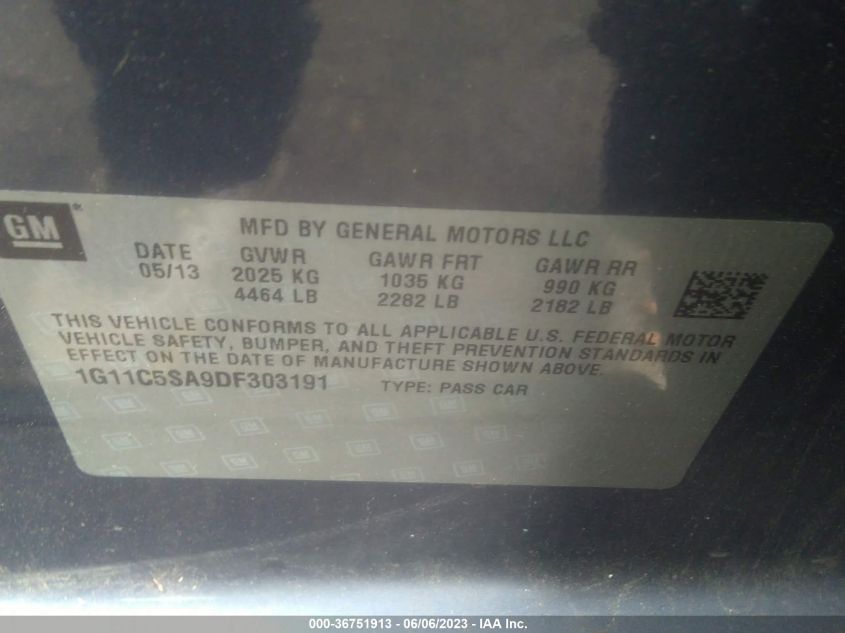 GM®
MFD BY GENERAL MOTORS LLC
DATE GVWR GAWR FRT GAWR RR
05/13 2025 KG 1035 KG 990 KG
4464 LB 2282 LB 2182 LB
THIS VEHICLE CONFORMS TO ALL APPLICABLE U.S. FEDERAL MOTOR
VEHICLE SAFETY, BUMPER, AND THEFT PREVENTION STANDARDS IN
EFFECT ON THE DATE OF MANUFACTURE SHOWN ABOVE.
1G11C5SA9DF303191 TYPE: PASS CAR
000-36751913 - 06/06/2023 - IAA Inc.